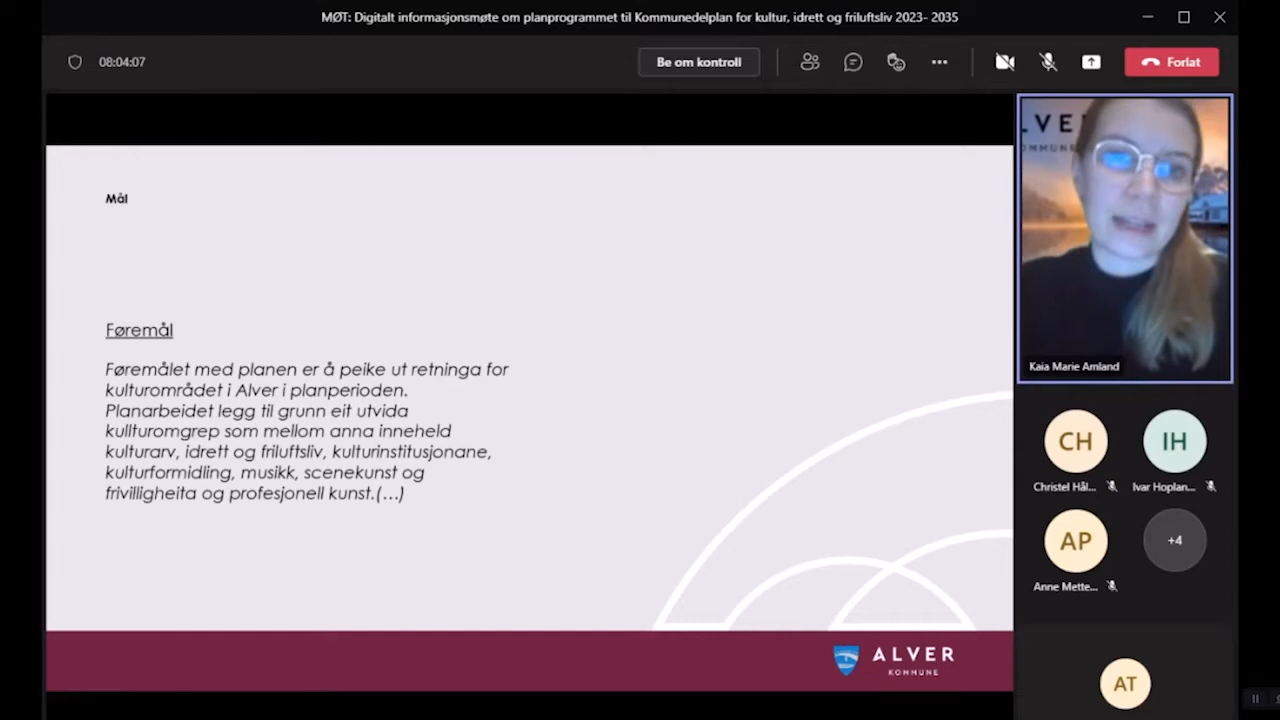 MØT: Digitalt informasjonsmøte om planprogrammet til Kommunedelplan for kultur, idrett og friluftsliv 2023- 2035
08:04:07
Be om kontroll
Forlat
Mål
Føremål
Føremålet med planen er å peike ut retninga for
kulturområdet i Alver i planperioden.
Planarbeidet legg til grunn eit utvida
kullturomgrep som mellom anna inneheld
kulturarv, idrett og friluftsliv, kulturinstitusjonane,
kulturformidling, musikk, scenekunst og
frivilligheita og profesjonell kunst.(...)
ALVER
KOMMUNE
LVE
OMMUNE
Kaia Marie Amland
CH
IH
Christel Hål...
Ivar Hoplan...
AP
+4
Anne Mette...
AT